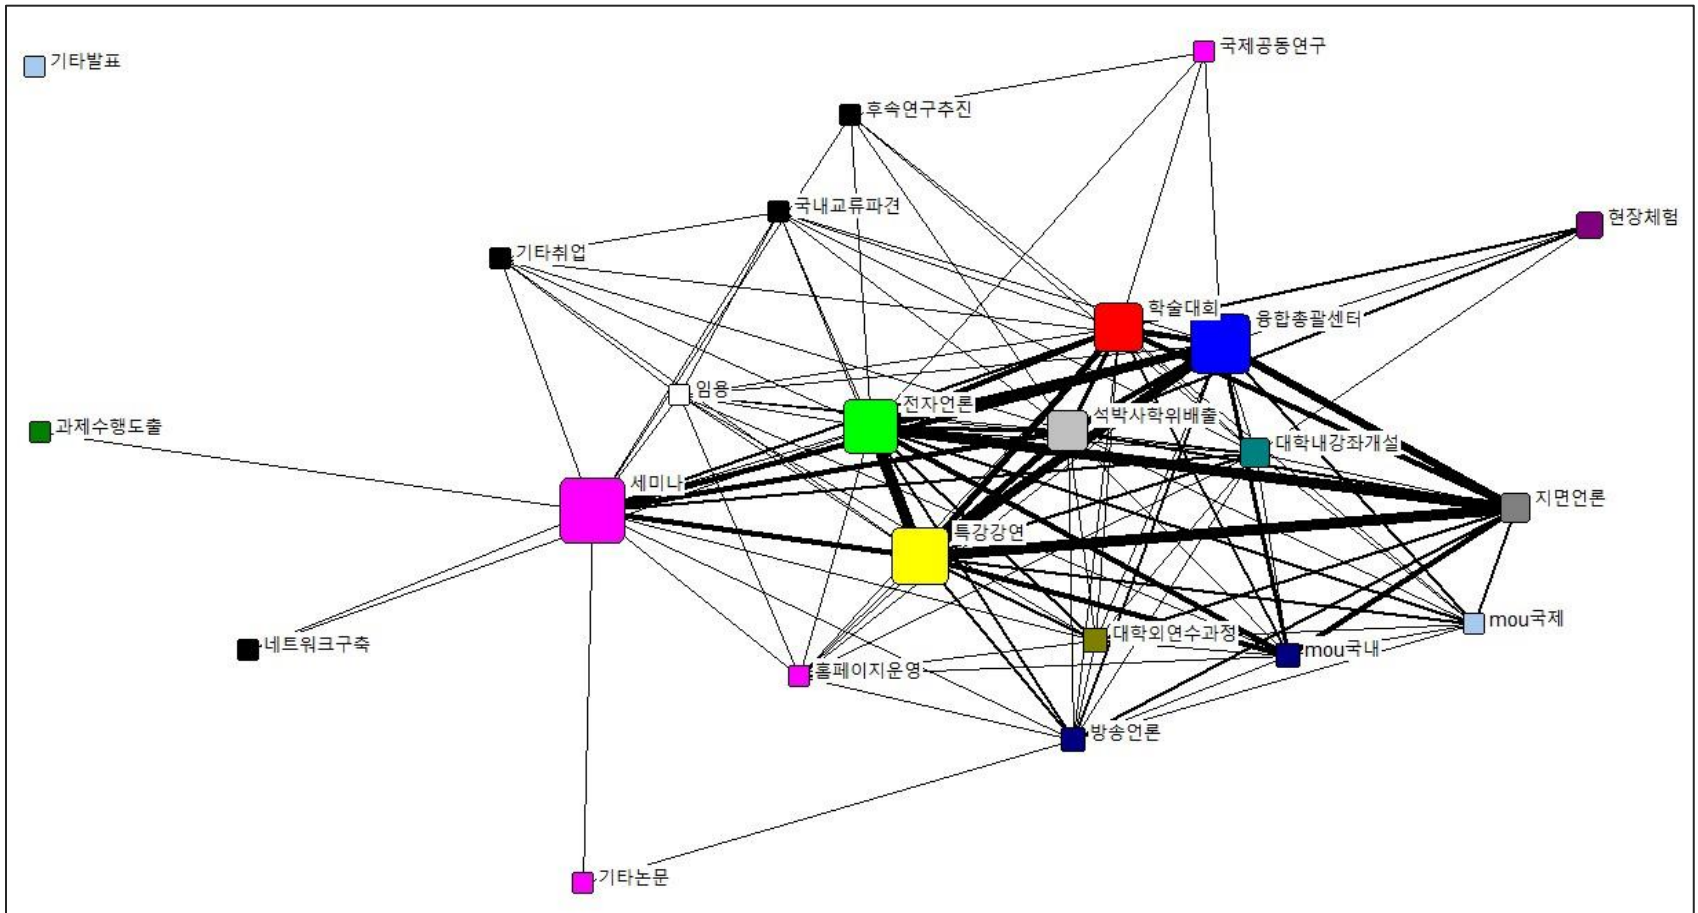 국제공동연구
기타발표
후속연구추진
국내교류파견
현장체험
기타취업
학술대회
융합총괄센터
임용
전자언론
석박사학위배출
과제수행도출
대학내강좌개설
세미나
지면언론
특강강연
mou국제
대학외연수과정
네트워크구축
mou국내
홈페이지운영
방송언론
기타논문